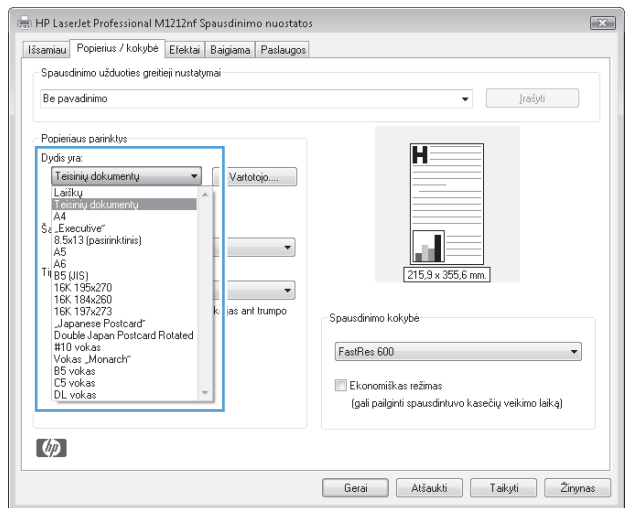 HP LaserJet Professional M1212nf Spausdinimo nuostatos
Išsamiau Popierius / kokybė Efektai Baigiama Paslaugos
Spausdinimo užduoties greitieji nustatymai
Be pavadinimo
Įrašyti
Popieriaus parinktys
Dydis yra:
Teisinių dokumentų
Vartotojo....
Laiškų
Teisinių dokumentų
A4
„Executive"
8.5x13 (pasirinktinis)
A5
A6
B5 (JIS)
16K 195x270
16K 184x260
16K 197x273
„Japanese Postcard"
Double Japan Postcard Rotated
#10 vokas
Vokas „Monarch"
B5 vokas
C5 vokas
DL vokas
ant trumpo
H
215,9 x 355,6 mm.
Spausdinimo kokybė
FastRes 600
Ekonomiškas režimas
(gali pailginti spausdintuvo kasečių veikimo laiką)
hp
Gerai Atšaukti Taikyti Žinynas